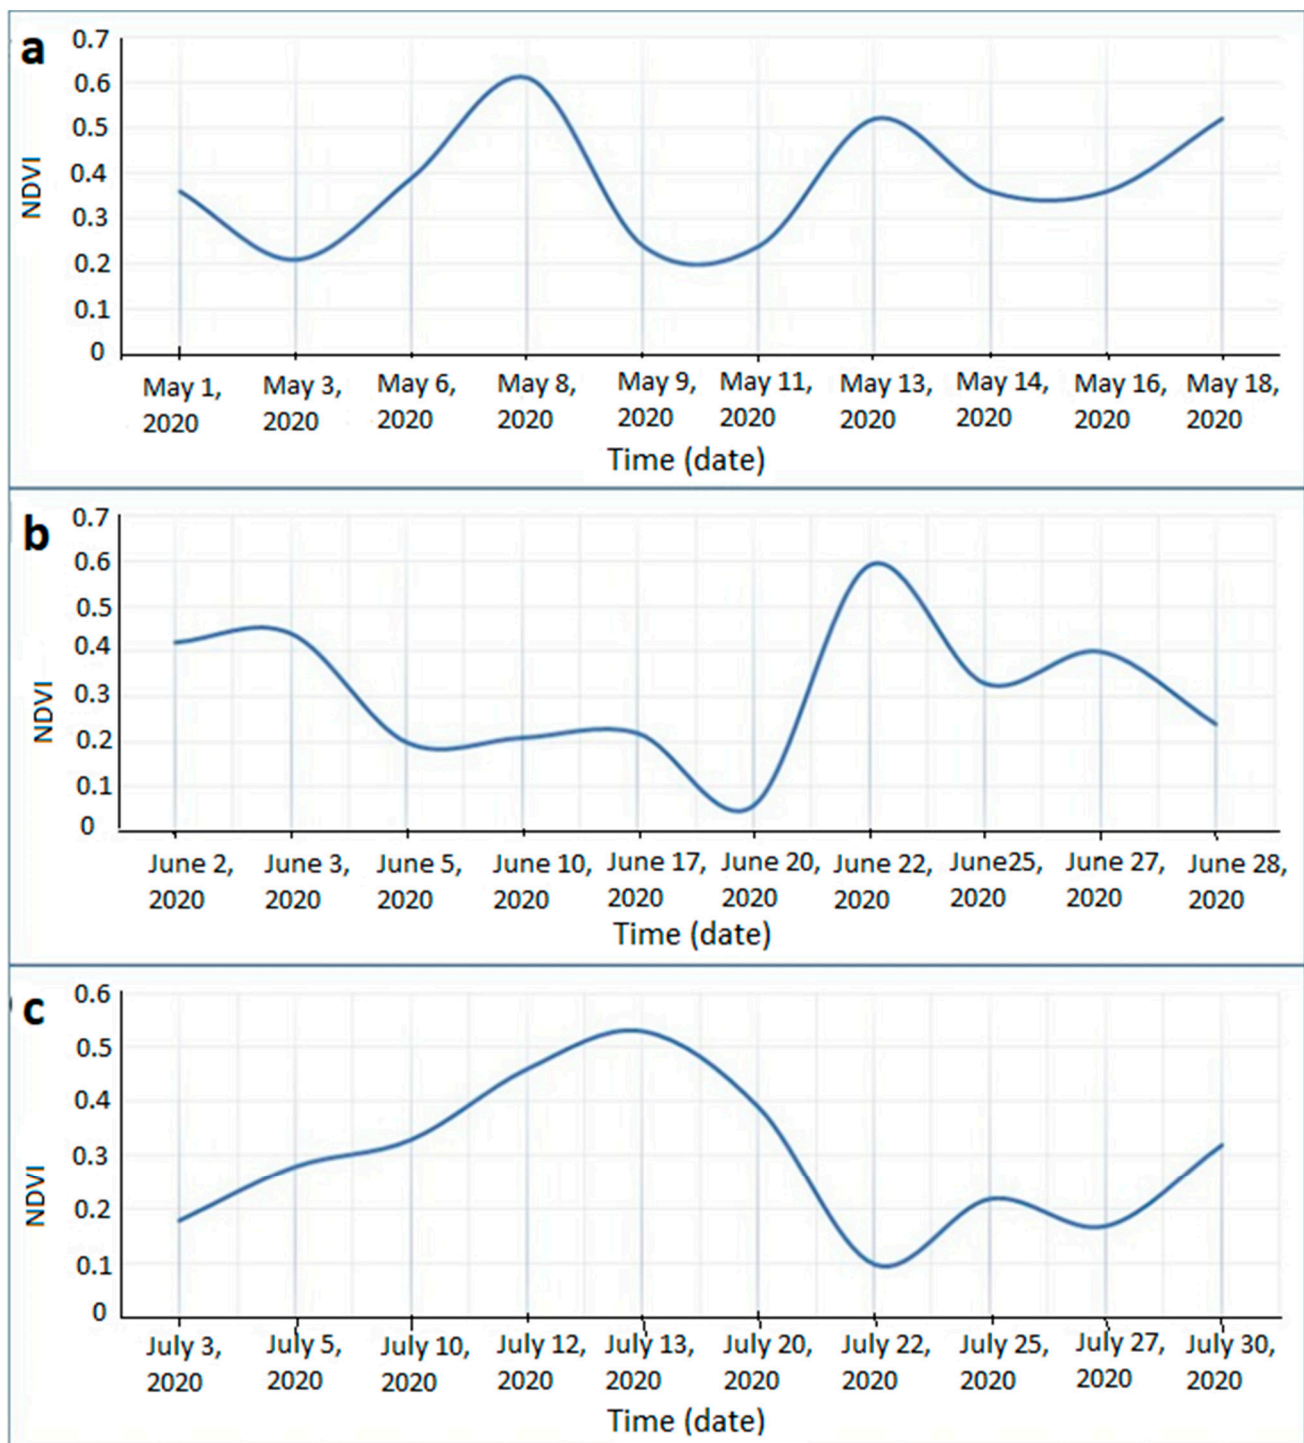 a
0.7
0.6
0.5
0.4
0.3
0.2
0.1
0
NDVI
May 1, May 3, May 6, May 8, May 9, May 11, May 13, May 14, May 16, May 18,
2020 2020 2020 2020 2020 2020 2020 2020 2020 2020
Time (date)
b
0.7
0.6
0.5
0.4
0.3
0.2
0.1
0
NDVI
June 2, June 3, June 5, June 10, June 17, June 20, June 22, June25, June 27, June 28,
2020 2020 2020 2020 2020 2020 2020 2020 2020 2020
Time (date)
c
0.6
0.5
0.4
0.3
0.2
0.1
0
NDVI
July 3, July 5, July 10, July 12, July 13, July 20, July 22, July 25, July 27, July 30,
2020 2020 2020 2020 2020 2020 2020 2020 2020 2020
Time (date)